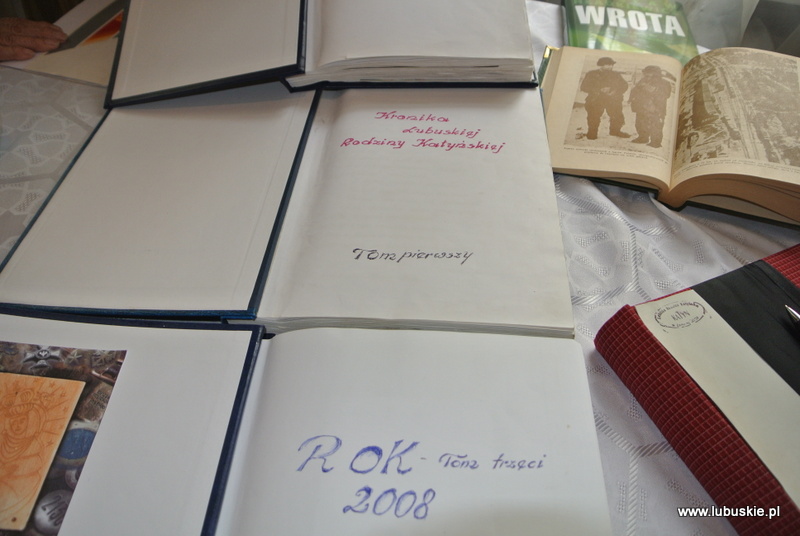 WROTA
Kronika
Lubuskiej
Rodziny Katyńskiej
Tom pierwszy
ROK - Tom trzeci
2008
www.lubuskie.pl